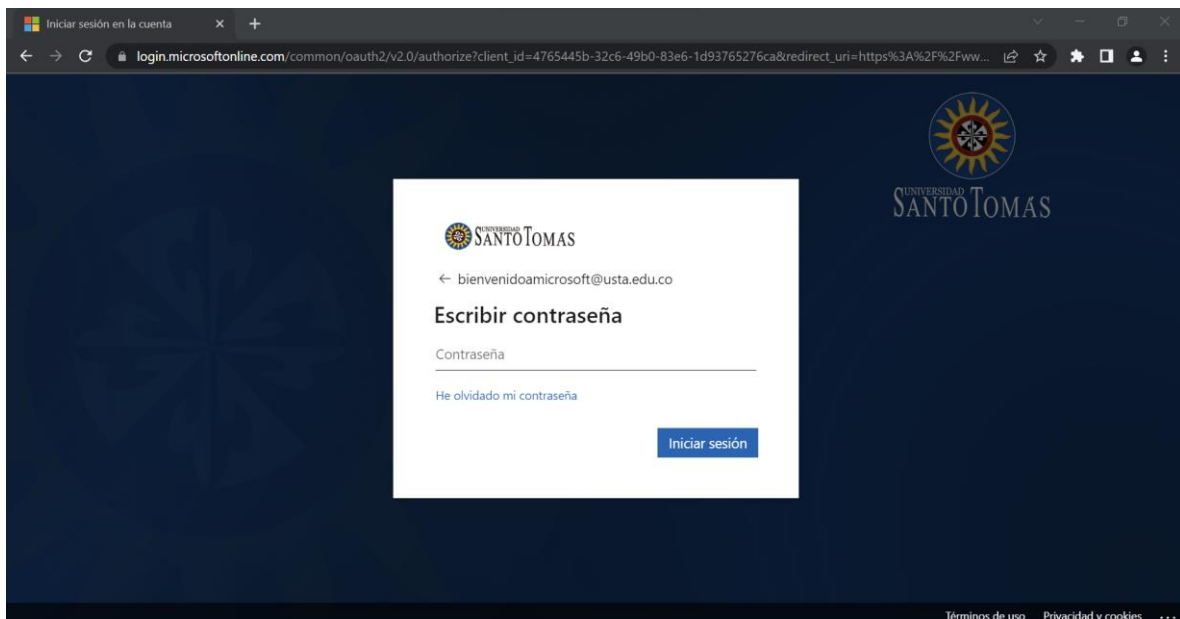 Iniciar sesión en la cuenta
login.microsoftonline.com/common/oauth2/v2.0/authorize?client_id=4765445b-32c6-49b0-83e6-1d93765276ca&redirect_uri=https%3A%2F%2Fww...
UNIVERSIDAD
SANTO TOMÁS
UNIVERSIDAD
SANTO TOMÁS
← bienvenidoamicrosoft@usta.edu.co
Escribir contraseña
Contraseña
He olvidado mi contraseña
Iniciar sesión
Términos de uso Privacidad y cookies ...